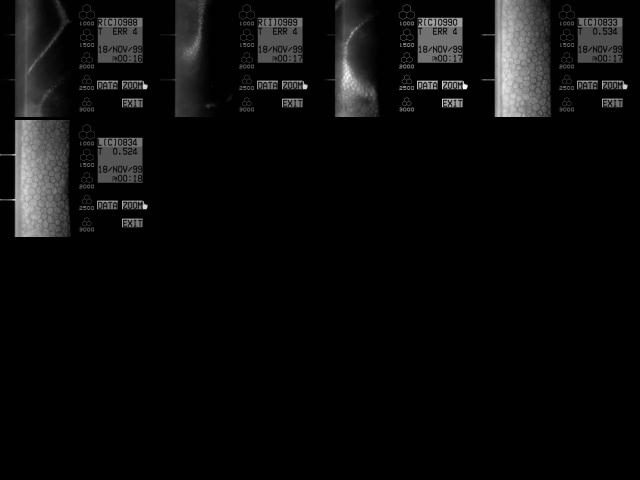 1000
R(C)0988
T ERR 4
1500
18/NOV/99
00:16
2000
2500
DATA ZOOM
3000
EXIT
1000
R(I)0989
T ERR 4
1500
18/NOV/99
00:17
2000
2500
DATA ZOOM
3000
EXIT
1000
R(C)0990
T ERR 4
1500
18/NOV/99
00:17
2000
2500
DATA ZOOM
3000
EXIT
1000
L(C)0833
T 0.534
1500
18/NOV/99
00:17
2000
2500
DATA ZOOM
3000
EXIT
1000
L(C)0834
T 0.524
1500
18/NOV/99
00:18
2000
2500
DATA ZOOM
3000
EXIT